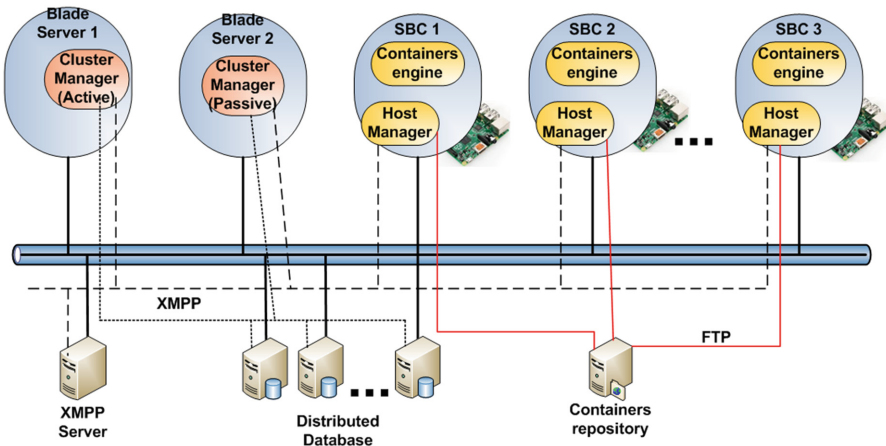 Blade
Server 1
Cluster
Manager
(Active)
Blade
Server 2
Cluster
Manager
(Passive)
SBC 1
Containers
engine
Host
Manager
SBC 2
Containers
engine
Host
Manager
SBC 3
Containers
engine
Host
Manager
XMPP
FTP
XMPP
Server
Distributed
Database
Containers
repository